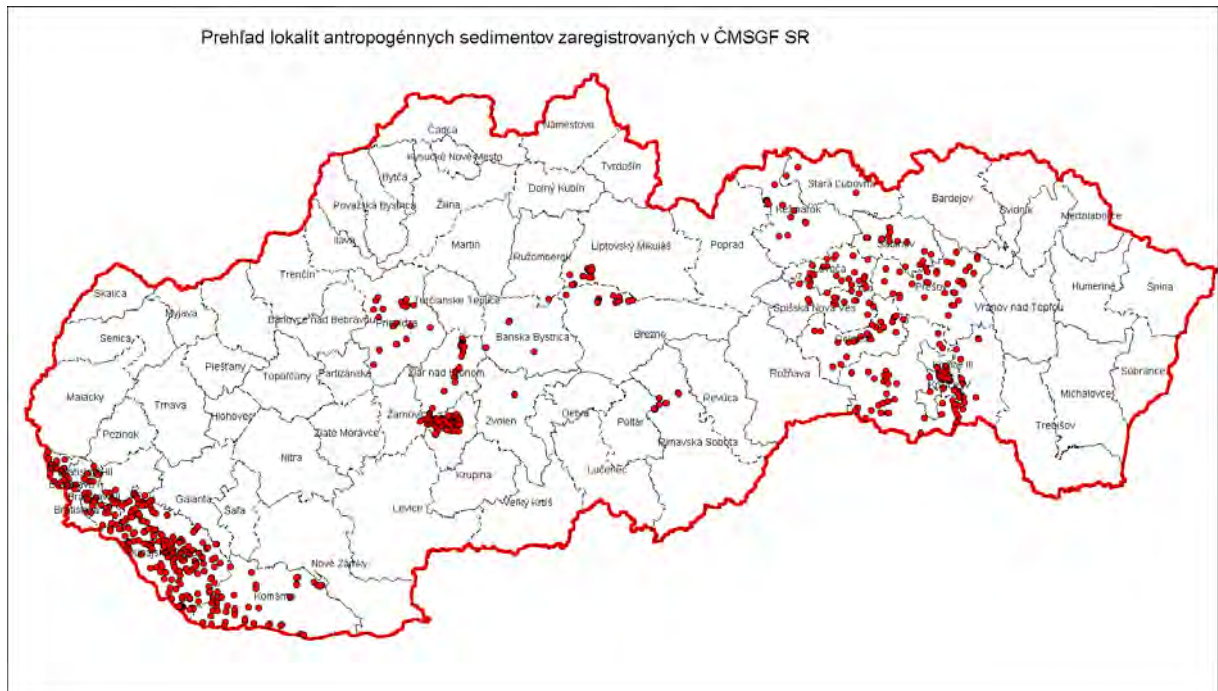 Prehľad lokalit antropogénnych sedimentov zaregistrovaných v ČMSGF SR
Námestovo
Čadca
Kysucké Nové Mesto
Tvrdošín
Bytča
Dolný Kubín
Stará Ľubovňa
Bardejov
Svidník
Medzilaborce
Považská Bystrica
Žilina
Kežmarok
Ilava
Martin
Liptovský Mikuláš
Poprad
Ružomberok
Sabinov
Trenčín
Prešov
Humenné
Snina
Skalica
Turčianske Teplice
Spišská Nová Ves
Vranov nad Topľou
Myjava
Bánovce nad Bebravou
Prievidza
Senica
Banská Bystrica
Brezno
Piešťany
Topoľčany
Partizánske
Žiar nad Hronom
Rožňava
Sobrance
Malacky
Trnava
Hlohovec
Revúca
Michalovce
Žarnovica
Zvolen
Detva
Poltár
Pezinok
Zlaté Moravce
Rimavská Sobota
Trebišov
Nitra
Krupina
Lučenec
Galanta
Šaľa
Levice
Veľký Krtíš
Nové Zámky
Komárno